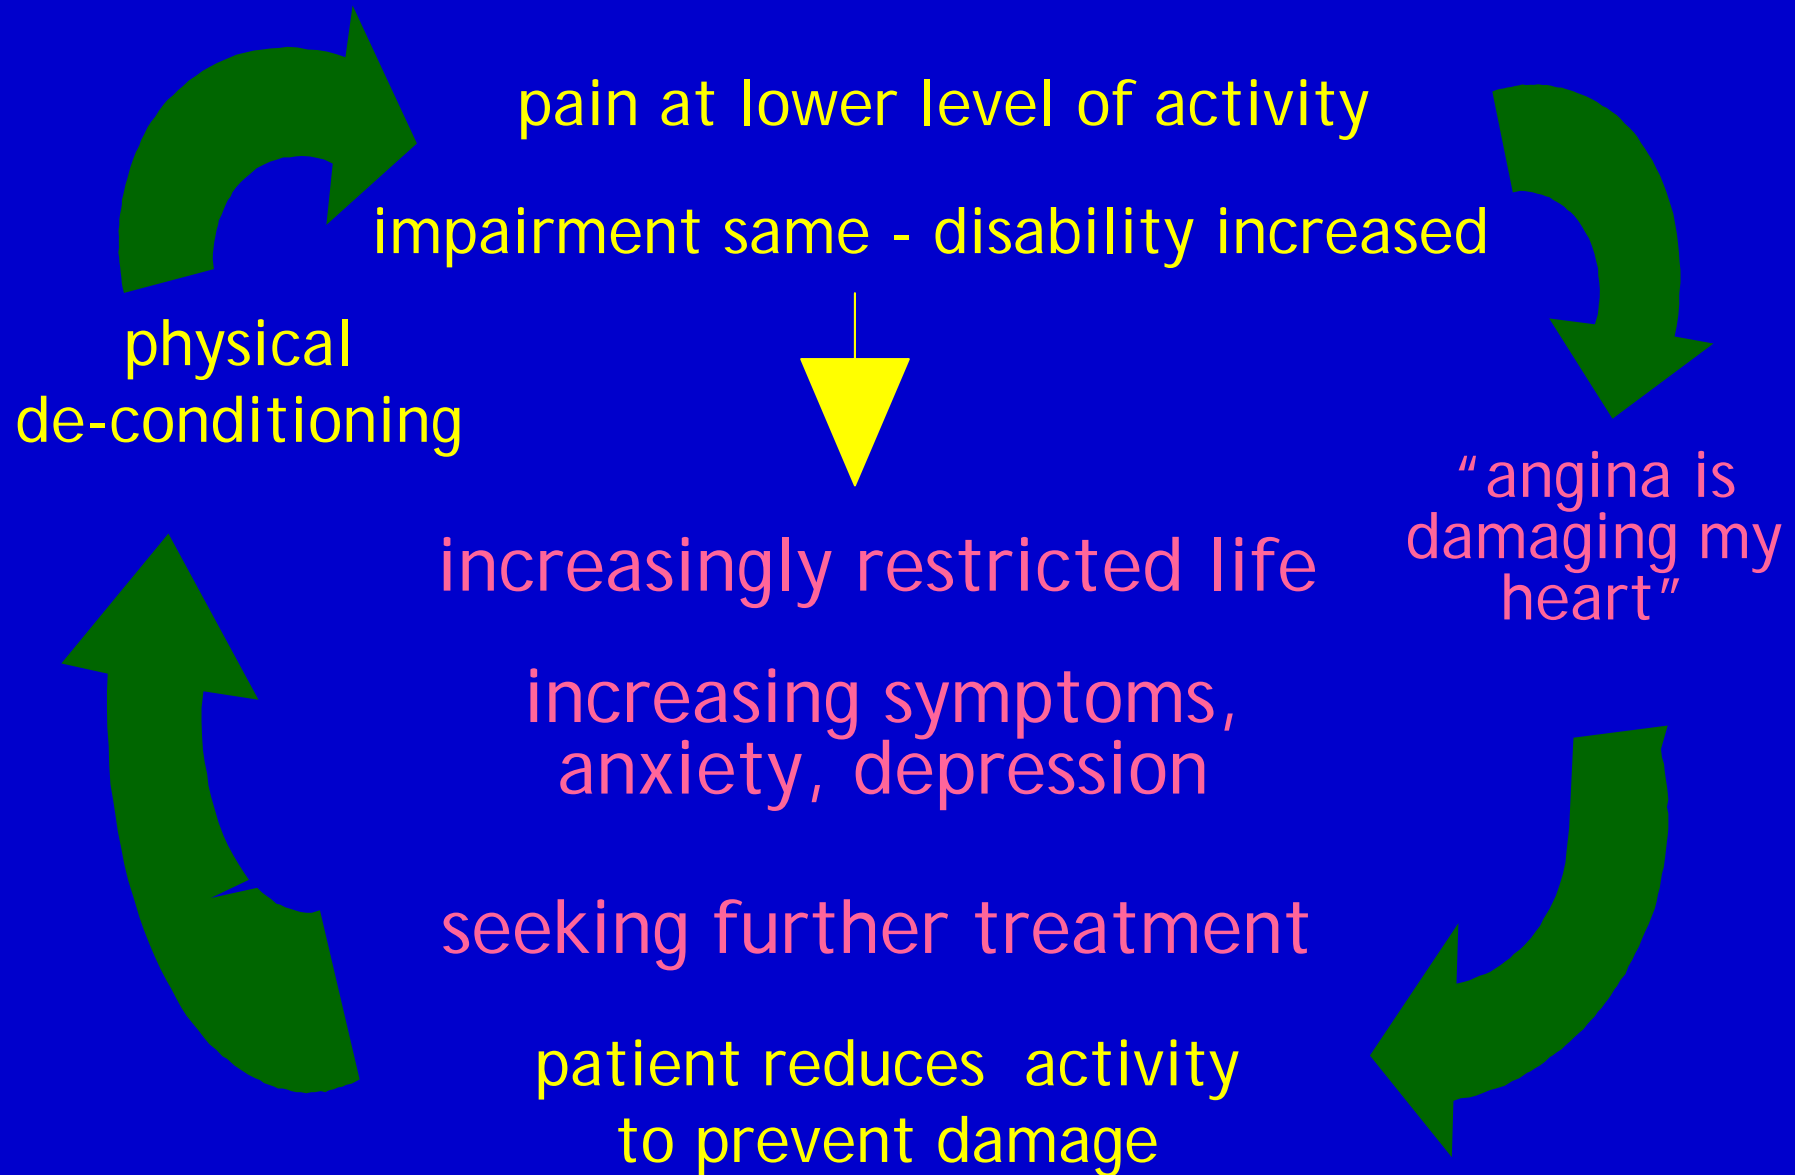 pain at lower level of activity
impairment same - disability increased
physical
de-conditioning
“angina is
damaging my
heart”
increasingly restricted life
increasing symptoms,
anxiety, depression
seeking further treatment
patient reduces activity
to prevent damage